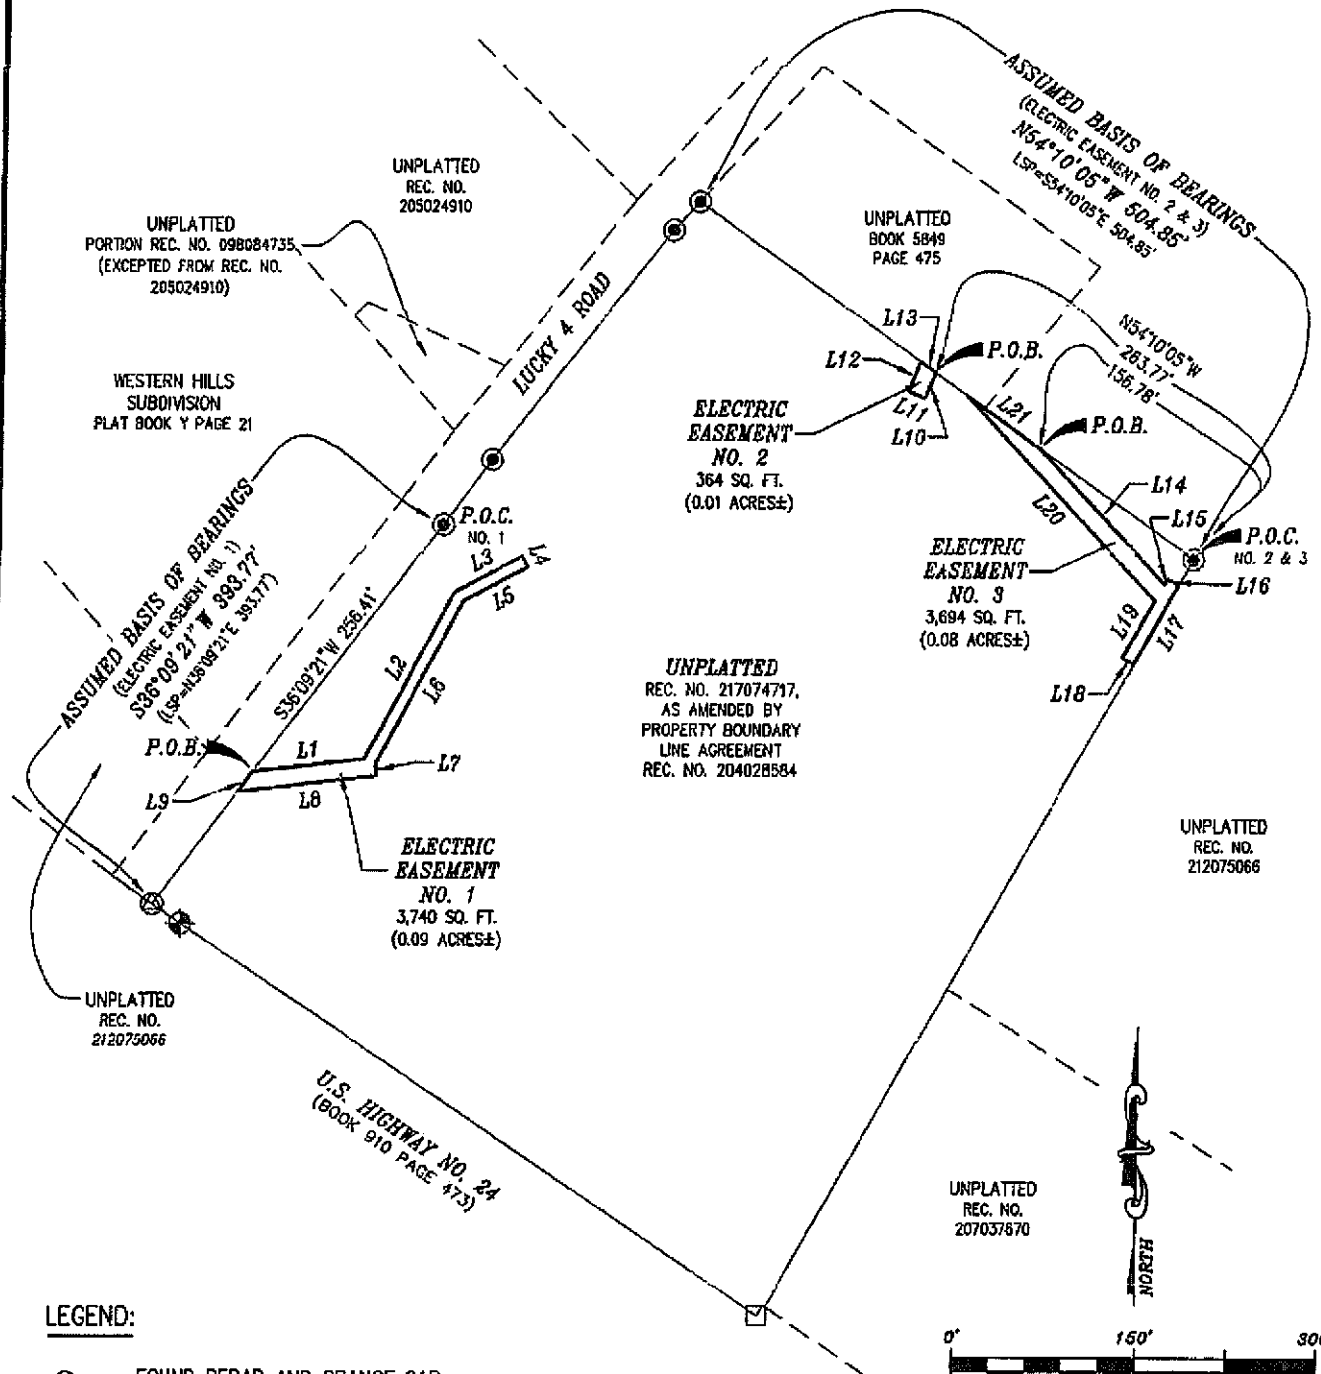 ASSUMED BASIS OF BEARINGS
(ELECTRIC EASEMENT NO. 2 & 3)
N54°10'05" W 504.85'
LSP=S54°10'05"E 504.85'
UNPLATTED
REC. NO.
205024910
UNPLATTED
PORTION REC. NO. 098084735
(EXCEPTED FROM REC. NO.
205024910)
WESTERN HILLS
SUBDIVISION
PLAT BOOK Y PAGE 21
LUCKY 4 ROAD
UNPLATTED
BOOK 5849
PAGE 475
L13
L12
P.O.B.
L11
L10
N54°10'05"W
263.77'
156.78'
ELECTRIC
EASEMENT
NO. 2
364 SQ. FT.
(0.01 ACRES±)
L21
P.O.B.
L14
L15
L20
P.O.C.
NO. 2 & 3
L16
L17
L19
L18
ELECTRIC
EASEMENT
NO. 3
3,694 SQ. FT.
(0.08 ACRES±)
ASSUMED BASIS OF BEARINGS
(ELECTRIC EASEMENT NO. 1)
S36°09'21" W 393.77'
(LSP=N36°09'21"E 393.77')
P.O.C.
NO. 1
S36°09'21"W 256.41'
L3
L4
L5
L2
L6
P.O.B.
L1
L7
L9
L8
ELECTRIC
EASEMENT
NO. 1
3,740 SQ. FT.
(0.09 ACRES±)
UNPLATTED
REC. NO. 217074717,
AS AMENDED BY
PROPERTY BOUNDARY
LINE AGREEMENT
REC. NO. 204028584
UNPLATTED
REC. NO.
212075066
UNPLATTED
REC. NO.
212075066
U.S. HIGHWAY NO. 24
(BOOK 910 PAGE 473)
UNPLATTED
REC. NO.
207037670
NORTH
LEGEND:
0' 150' 300